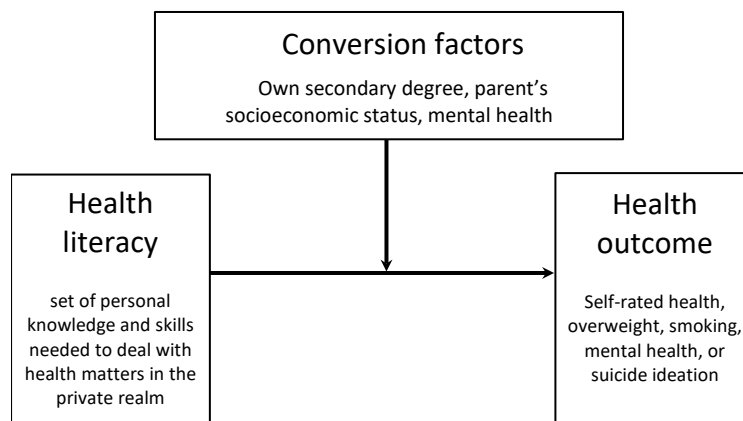 Conversion factors
Own secondary degree, parent’s
socioeconomic status, mental health
Health
literacy
set of personal
knowledge and skills
needed to deal with
health matters in the
private realm
Health
outcome
Self-rated health,
overweight, smoking,
mental health, or
suicide ideation